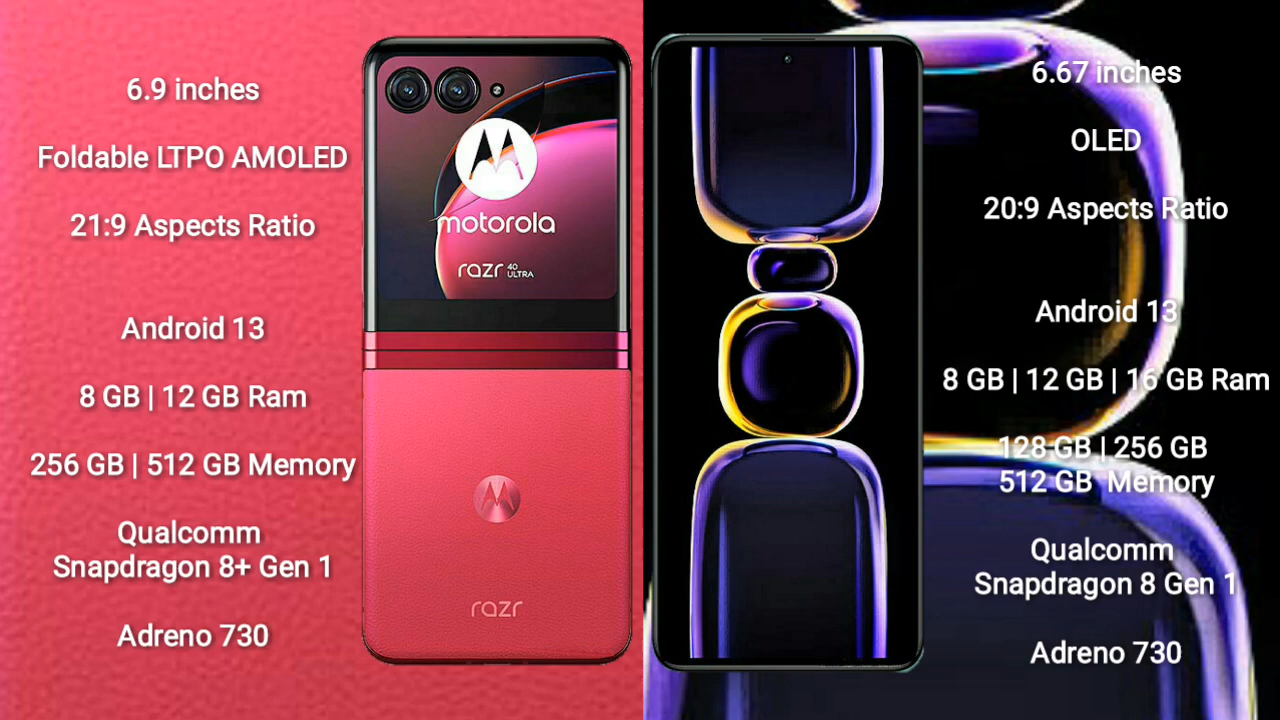 6.9 inches
Foldable LTPO AMOLED
21:9 Aspects Ratio
Android 13
8 GB | 12 GB Ram
256 GB | 512 GB Memory
Qualcomm
Snapdragon 8+ Gen 1
Adreno 730
motorola
razr 40 ULTRA
razr
6.67 inches
OLED
20:9 Aspects Ratio
Android 13
8 GB | 12 GB | 16 GB Ram
128 GB | 256 GB
512 GB Memory
Qualcomm
Snapdragon 8 Gen 1
Adreno 730